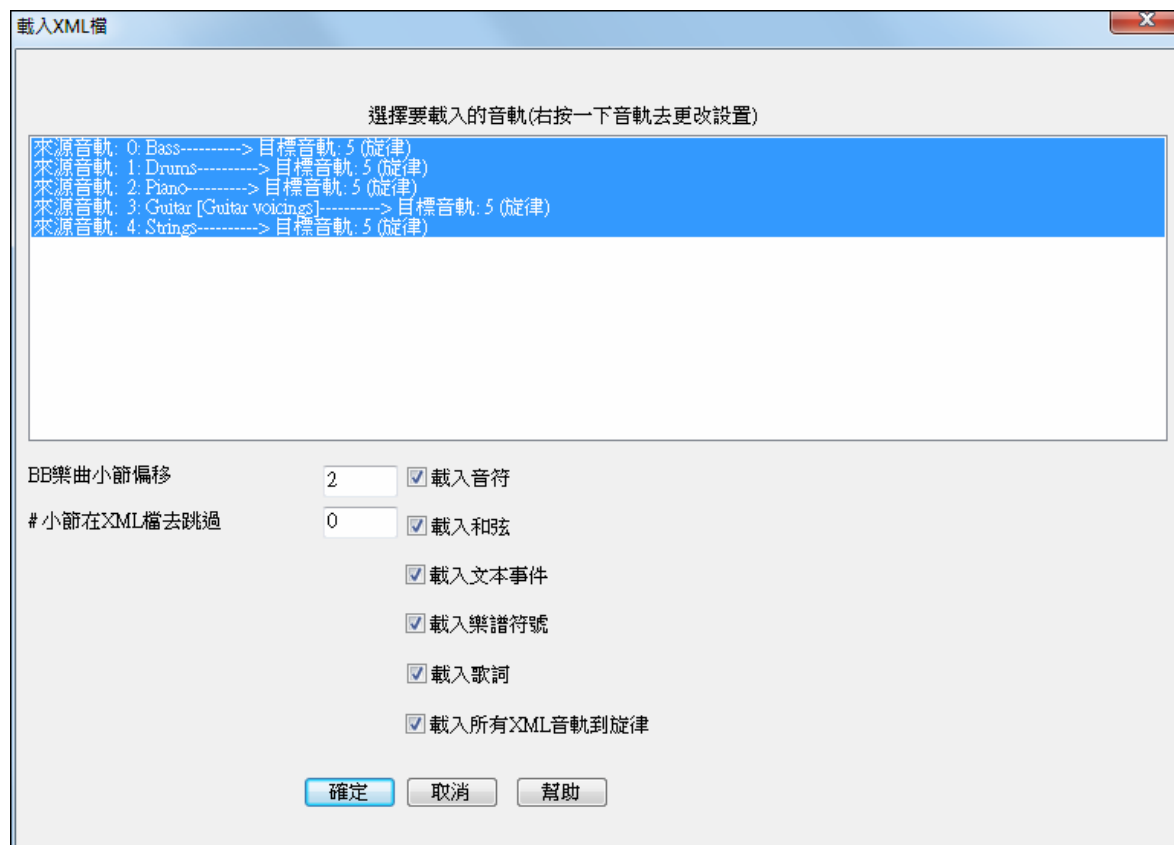 載入XML檔
選擇要載入的音軌(右按一下音軌去更改設置)
來源音軌: 0: Bass----------> 目標音軌: 5 (旋律)
來源音軌: 1: Drums----------> 目標音軌: 5 (旋律)
來源音軌: 2: Piano----------> 目標音軌: 5 (旋律)
來源音軌: 3: Guitar [Guitar voicings]----------> 目標音軌: 5 (旋律)
來源音軌: 4: Strings----------> 目標音軌: 5 (旋律)
BB樂曲小節偏移 2 載入音符
# 小節在XML檔去跳過 0 載入和弦
載入文本事件
載入樂譜符號
載入歌詞
載入所有XML音軌到旋律
確定 取消 幫助